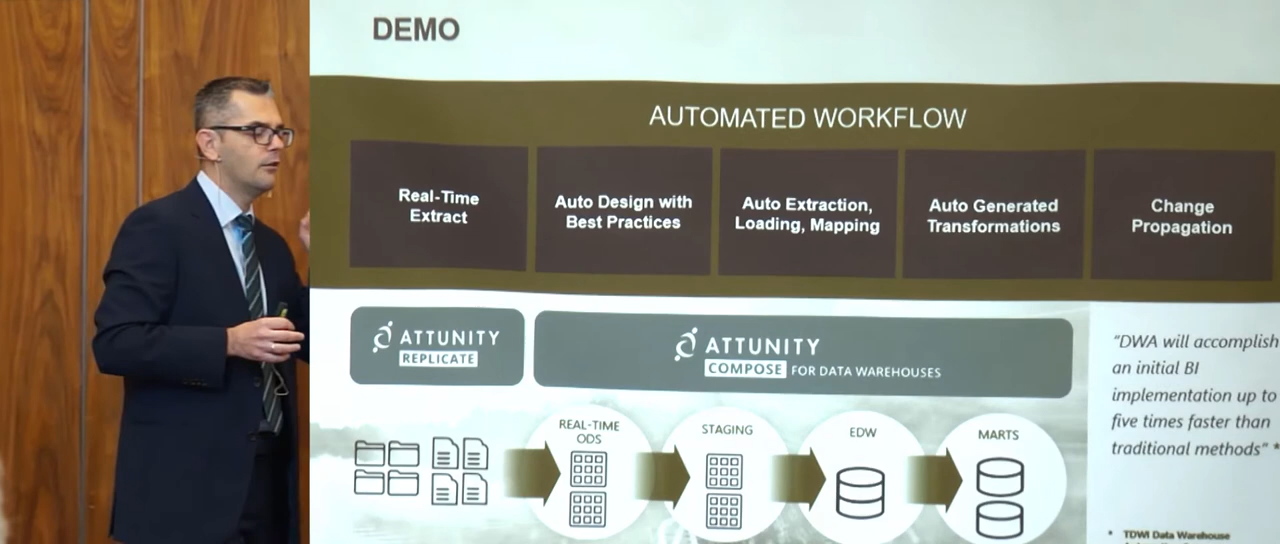 DEMO
AUTOMATED WORKFLOW
Real-Time
Extract
Auto Design with
Best Practices
Auto Extraction,
Loading, Mapping
Auto Generated
Transformations
Change
Propagation
ATTUNITY
REPLICATE
ATTUNITY
COMPOSE FOR DATA WAREHOUSES
REAL-TIME
ODS
STAGING
EDW
MARTS
"DWA will accomplish
an initial BI
implementation up to
five times faster than
traditional methods" *
* TDWI Data Warehouse